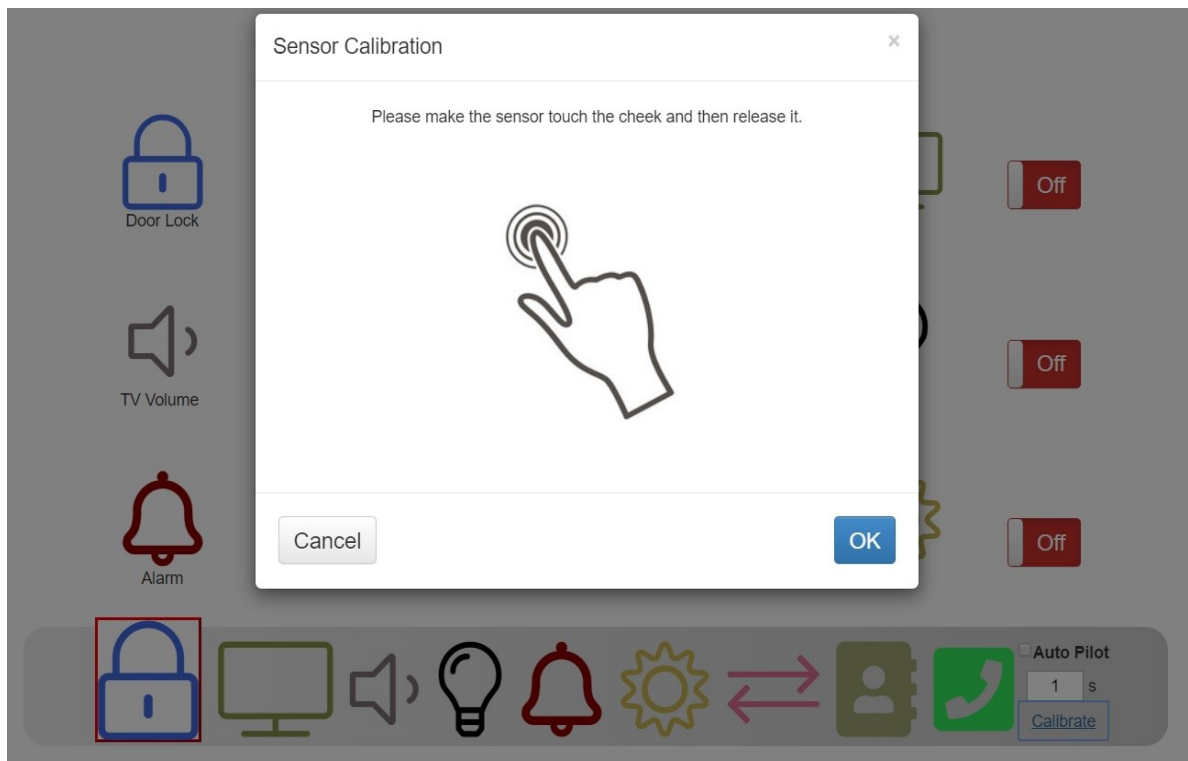 Sensor Calibration
×
Please make the sensor touch the cheek and then release it.
Door Lock
Off
TV Volume
Off
Alarm
Off
Cancel
OK
Auto Pilot
1 s
Calibrate